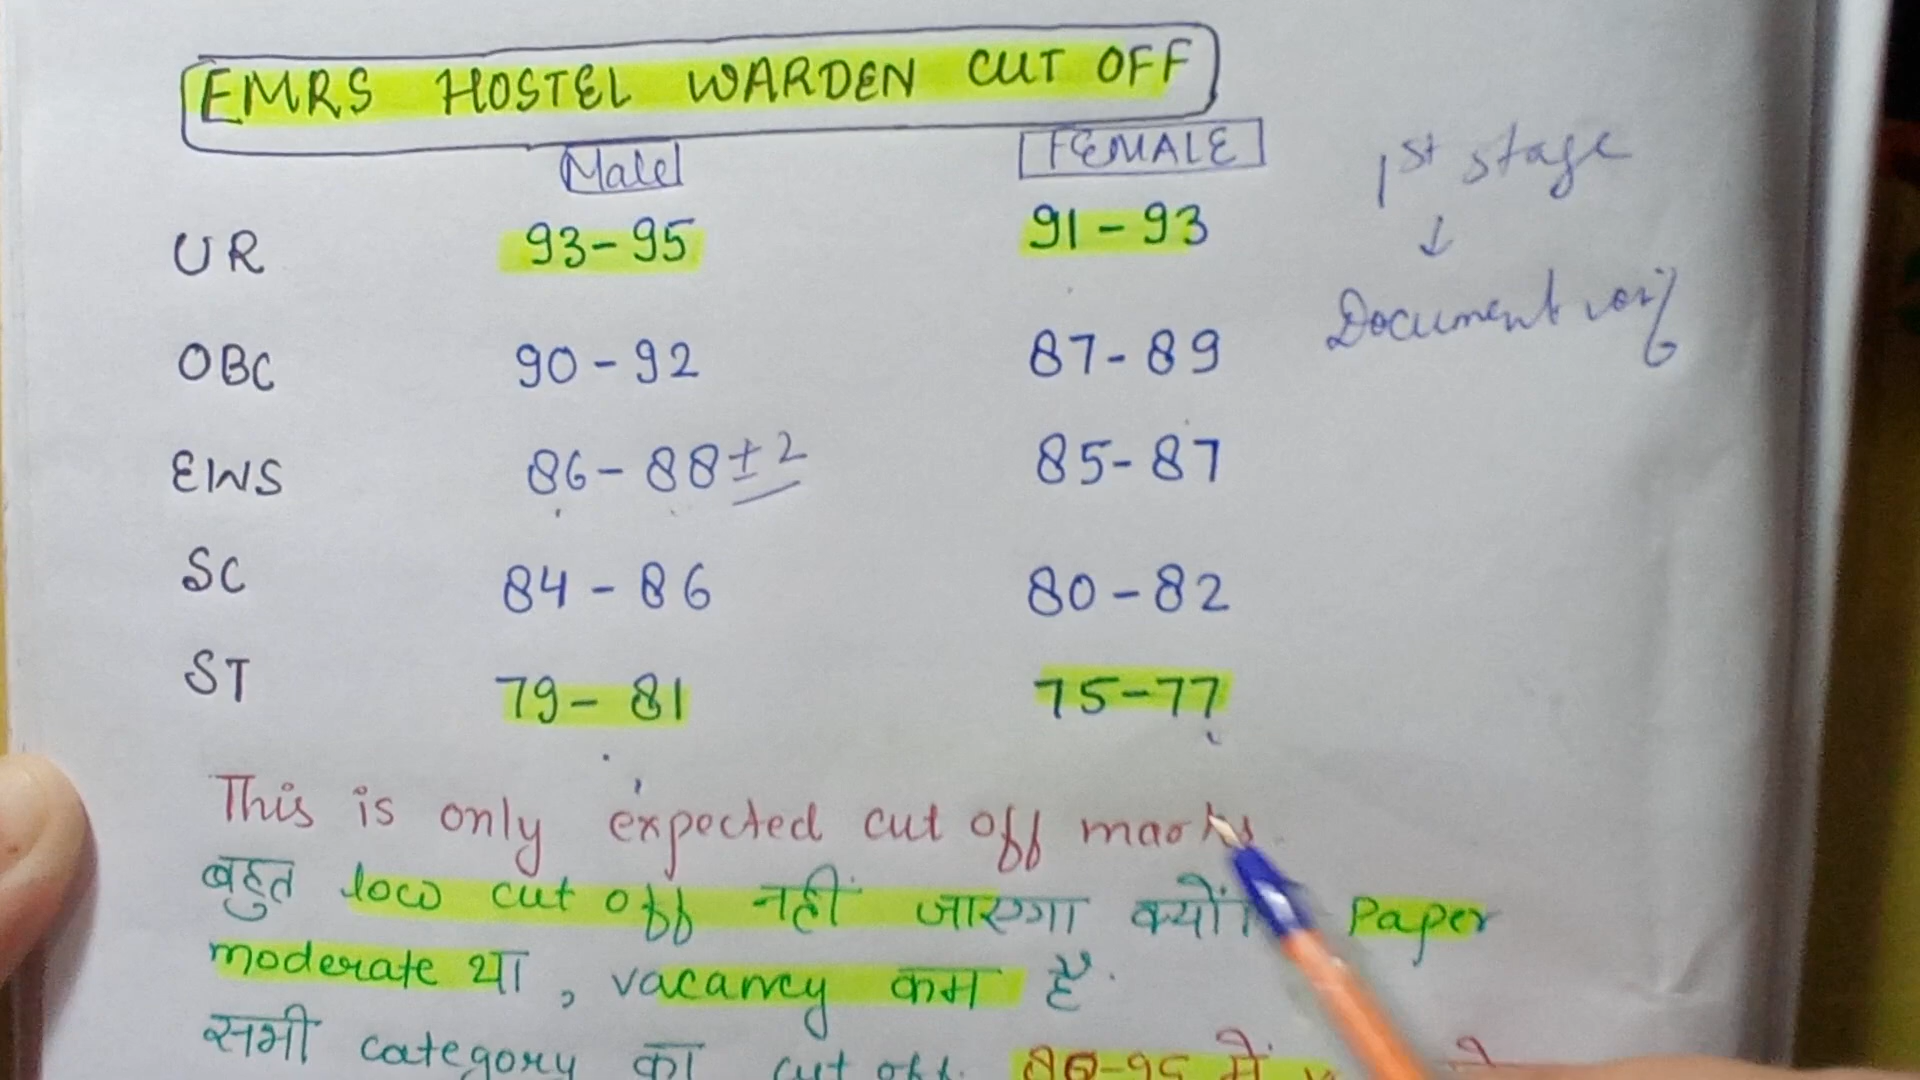 EMRS HOSTEL WARDEN CUT OFF
Male FEMALE
1st stage
↓
Document verif
UR 93-95 91-93
OBC 90-92 87-89
EWS 86-88±2 85-87
SC 84-86 80-82
ST 79-81 75-77
This is only expected cut off marks
बहुत low cut off नहीं जाएगा Paper
moderate था, vacancy कम है.
सभी category का cut off